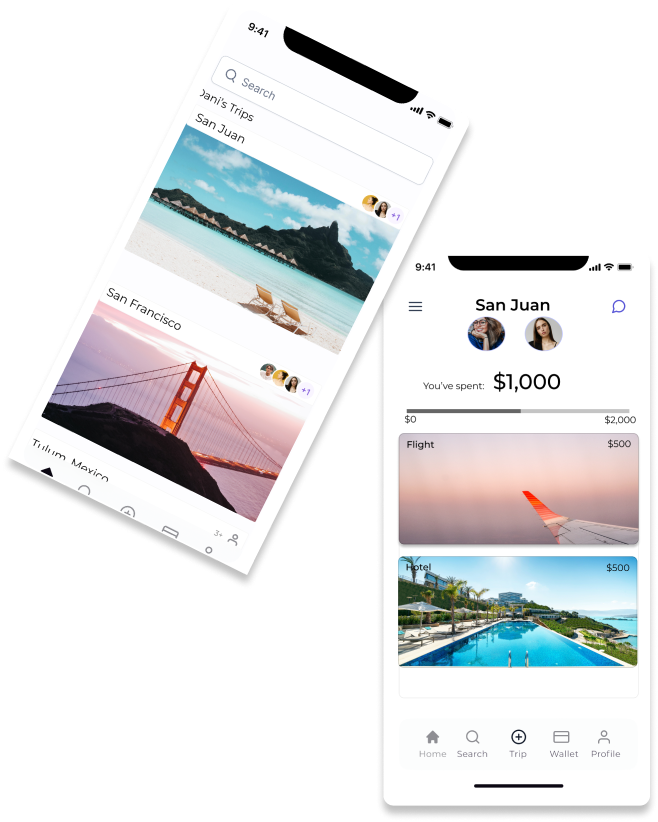 9:41
Search
Dani's Trips
San Juan
+1
San Francisco
+1
Tulum, Mexico
3+
9:41
San Juan
You've spent: $1,000
$0 $2,000
Flight $500
Hotel $500
Home Search Trip Wallet Profile